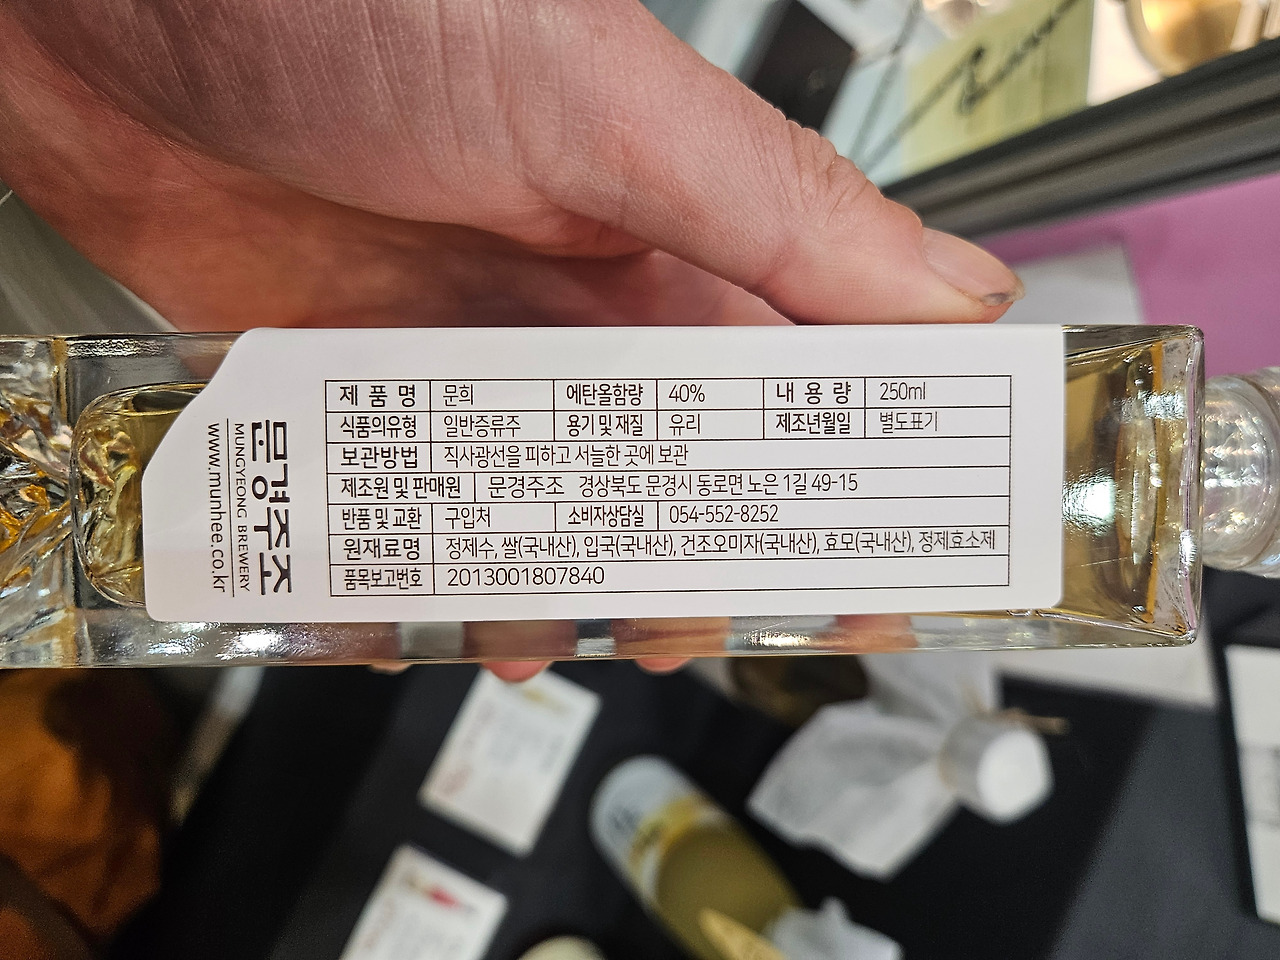 제품명 문희 에탄올함량 40% 내용량 250ml
식품의유형 일반증류주 용기 및 재질 유리 제조년월일 별도표기
보관방법 직사광선을 피하고 서늘한 곳에 보관
제조원 및 판매원 문경주조 경상북도 문경시 동로면 노은1길 49-15
반품 및 교환 구입처 소비자상담실 054-552-8252
원재료명 정제수, 쌀(국내산), 입국(국내산), 건조오미자(국내산), 효모(국내산), 정제효소제
품목보고번호 2013001807840
문경주조
MUNGYEONG BREWERY
www.munhee.co.kr